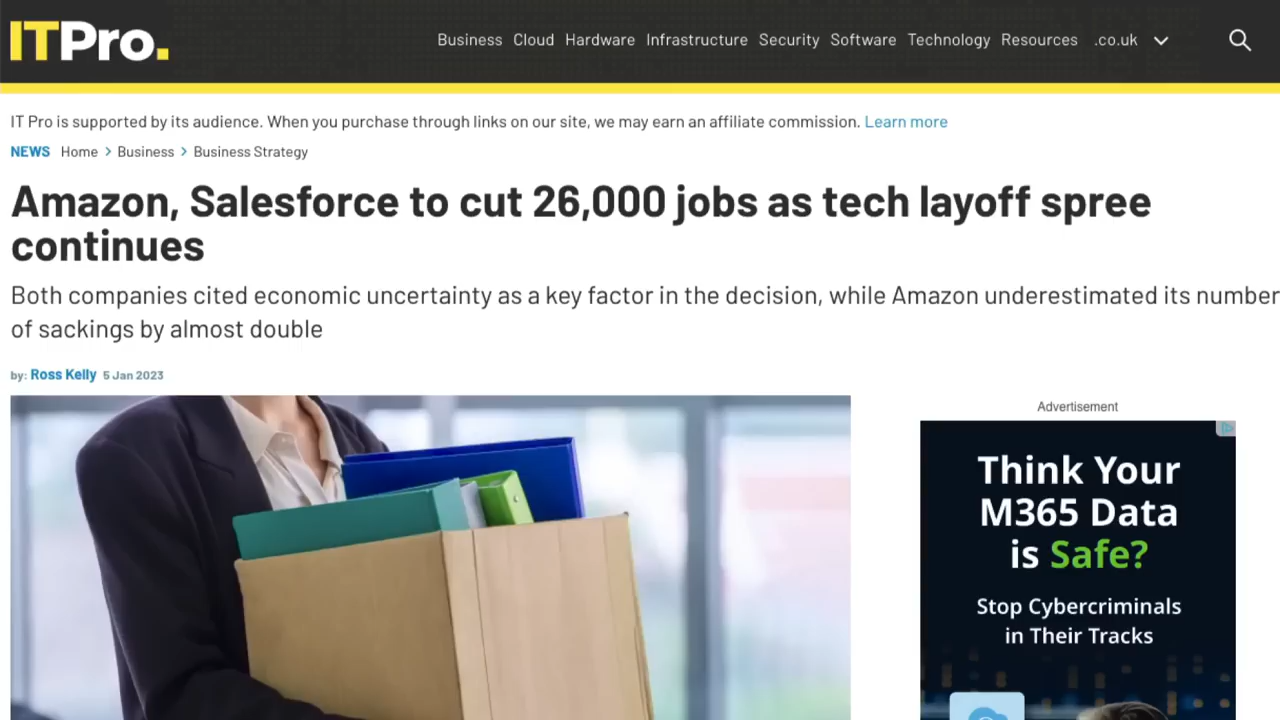 ITPro.
Business Cloud Hardware Infrastructure Security Software Technology Resources .co.uk
IT Pro is supported by its audience. When you purchase through links on our site, we may earn an affiliate commission. Learn more
NEWS Home > Business > Business Strategy
Amazon, Salesforce to cut 26,000 jobs as tech layoff spree
continues
Both companies cited economic uncertainty as a key factor in the decision, while Amazon underestimated its number
of sackings by almost double
by: Ross Kelly 5 Jan 2023
Advertisement
Think Your
M365 Data
is Safe?
Stop Cybercriminals
in Their Tracks